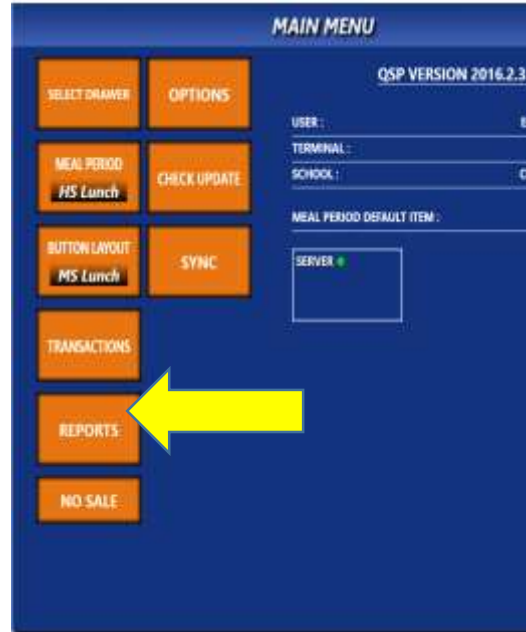 MAIN MENU
QSP VERSION 2016.2.3
SELECT DRAWER
OPTIONS
USER :
TERMINAL :
MEAL PERIOD
HS Lunch
CHECK UPDATE
SCHOOL :
MEAL PERIOD DEFAULT ITEM :
BUTTON LAYOUT
MS Lunch
SYNC
SERVER
TRANSACTIONS
REPORTS
NO SALE